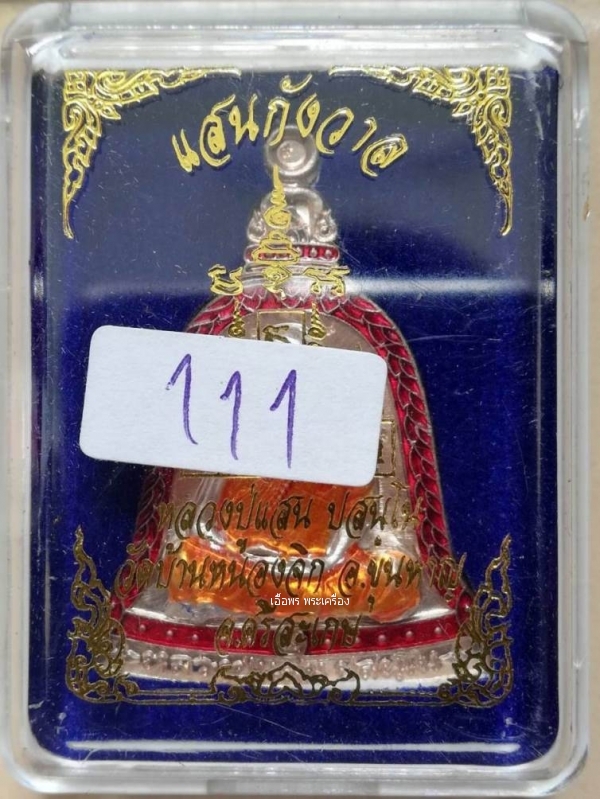 แสนกังวาล
111
หลวงปู่แสน ปสนฺโน
วัดบ้านหนองจิก อ.ขุนหาญ
เอื้อพร พระเครื่อง
จ.ศรีสะเกษ